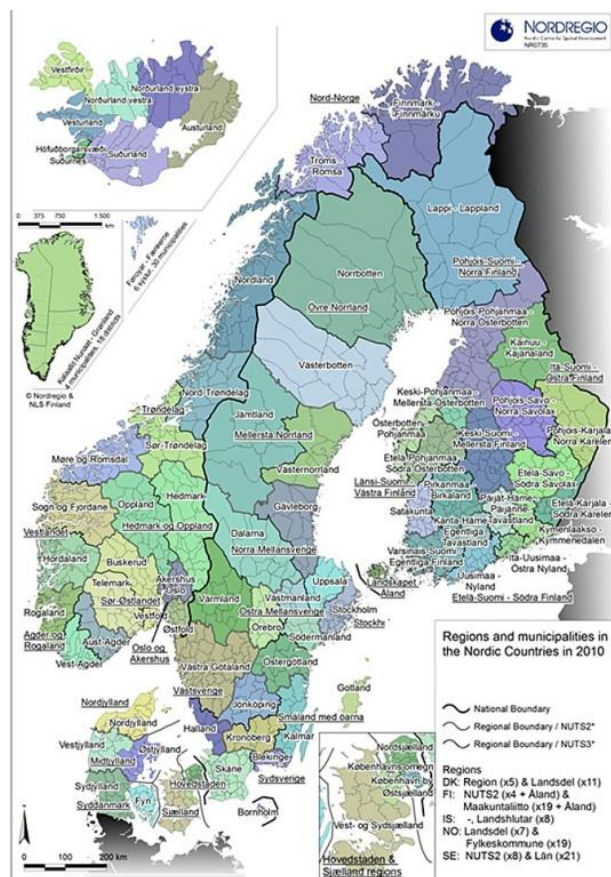 NORDREGIO
Nordic Centre for Spatial Development
NR0735
Vestfirðir
Norðurland vestra
Norðurland eystra
Vesturland
Austurland
Höfuðborgarsvæði
Suðurnes
Suðurland
0 375 750 1 500
km
Kalaallit Nunaat - Grønland
4 municipalities, 18 districts
© Nordregio &
NLS Finland
Føroyar - Færøerne
6 sýslur, 30 municipalities
Nord-Norge
Finnmark -
Finnmárku
Troms -
Romsa
Lappi - Lappland
Nordland
Norrbotten
Övre Norrland
Pohjois-Suomi -
Norra Finland
Pohjois-Pohjanmaa
Norra Österbotten
Kainuu
Kajanaland
Västerbotten
Itä-Suomi -
Östra Finland
Nord-Trøndelag
Trøndelag
Jämtland
Mellersta Norrland
Keski-Pohjanmaa
Mellersta Österbotten
Pohjois-Savo -
Norra Savolax
Österbotten
Pohjanmaa
Keski-Suomi
Mellersta Finland
Pohjois-Karjala
Norra Karelen
Sør-Trøndelag
Møre og Romsdal
Västernorrland
Etelä-Pohjanmaa
Södra Österbotten
Etelä-Savo -
Södra Savolax
Länsi-Suomi -
Västra Finland
Pirkanmaa
Birkaland
Sogn og Fjordane
Oppland
Hedmark
Gävleborg
Satakunta
Päijät-Häme
Päijänne
Tavastland
Etelä-Karjala -
Södra Karelen
Vestlandet
Hedmark og Oppland
Dalarna
Norra Mellansverige
Kanta-Häme
Egentliga
Tavastland
Kymenlaakso -
Kymmenedalen
Hordaland
Buskerud
Varsinais-Suomi
Egentliga Finland
Itä-Uusimaa -
Östra Nyland
Akershus
Oslo
Uppsala
Landskapet
Åland
Uusimaa -
Nyland
Telemark
Sør-Østlandet
Värmland
Västmanland
Östra Mellansverige
Etelä-Suomi - Södra Finland
Rogaland
Vestfold
Örebro
Stockholm
Stockhr
Agder og
Rogaland
Aust-Agder
Østfold
Södermanland
Vest-Agder
Oslo og
Akershus
Västra Götaland
Östergötland
Västsverige
Gotland
Jönköping
Nordjylland
Nordjylland
Småland med öarna
Halland
Kronoberg
Kalmar
Vestjylland
Østjylland
Midtjylland
Blekinge
Skåne
Sydsverige
Hovedstaden
Sydjylland
Syddanmark
Fyn
Sjælland
Bornholm
0 100 200
km
Nordsjælland
Københavns omegn
København by
Østsjælland
Vest- og Sydsjælland
Hovedstaden &
Sjælland regions
Regions and municipalities in
the Nordic Countries in 2010
National Boundary
Regional Boundary / NUTS2*
Regional Boundary / NUTS3*
Regions
DK: Region (x5) & Landsdel (x11)
FI: NUTS2 (x4 + Åland) &
Maakuntaliitto (x19 + Åland)
IS: -, Landshlutar (x8)
NO: Landsdel (x7) &
Fylkeskommune (x19)
SE: NUTS2 (x8) & Län (x21)